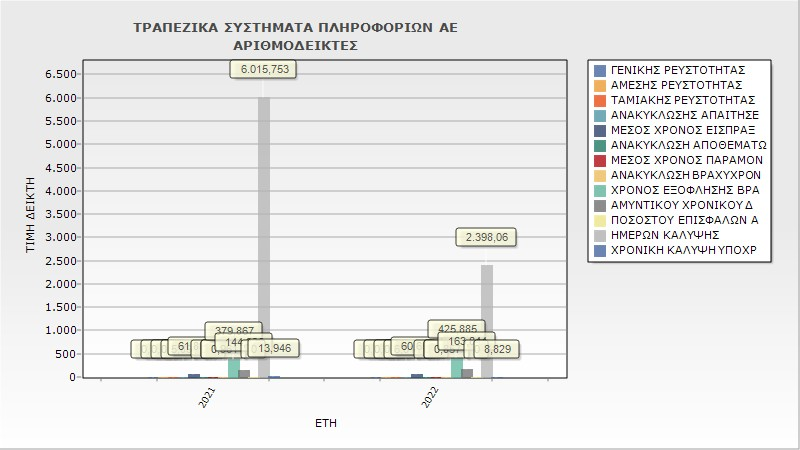 ΤΡΑΠΕΖΙΚΑ ΣΥΣΤΗΜΑΤΑ ΠΛΗΡΟΦΟΡΙΩΝ ΑΕ
ΑΡΙΘΜΟΔΕΙΚΤΕΣ
ΤΙΜΗ ΔΕΙΚΤΗ
6.500
6.000
5.500
5.000
4.500
4.000
3.500
3.000
2.500
2.000
1.500
1.000
500
0
6.015,753
379,867
13,946
2.398,06
425,885
8,829
2021
2022
ΕΤΗ
ΓΕΝΙΚΗΣ ΡΕΥΣΤΟΤΗΤΑΣ
ΑΜΕΣΗΣ ΡΕΥΣΤΟΤΗΤΑΣ
ΤΑΜΙΑΚΗΣ ΡΕΥΣΤΟΤΗΤΑΣ
ΑΝΑΚΥΚΛΩΣΗΣ ΑΠΑΙΤΗΣΕ
ΜΕΣΟΣ ΧΡΟΝΟΣ ΕΙΣΠΡΑΞ
ΑΝΑΚΥΚΛΩΣΗ ΑΠΟΘΕΜΑΤΩ
ΜΕΣΟΣ ΧΡΟΝΟΣ ΠΑΡΑΜΟΝ
ΑΝΑΚΥΚΛΩΣΗ ΒΡΑΧΥΧΡΟΝ
ΧΡΟΝΟΣ ΕΞΟΦΛΗΣΗΣ ΒΡΑ
ΑΜΥΝΤΙΚΟΥ ΧΡΟΝΙΚΟΥ Δ
ΠΟΣΟΣΤΟΥ ΕΠΙΣΦΑΛΩΝ Α
ΗΜΕΡΩΝ ΚΑΛΥΨΗΣ
ΧΡΟΝΙΚΗ ΚΑΛΥΨΗ ΥΠΟΧΡ